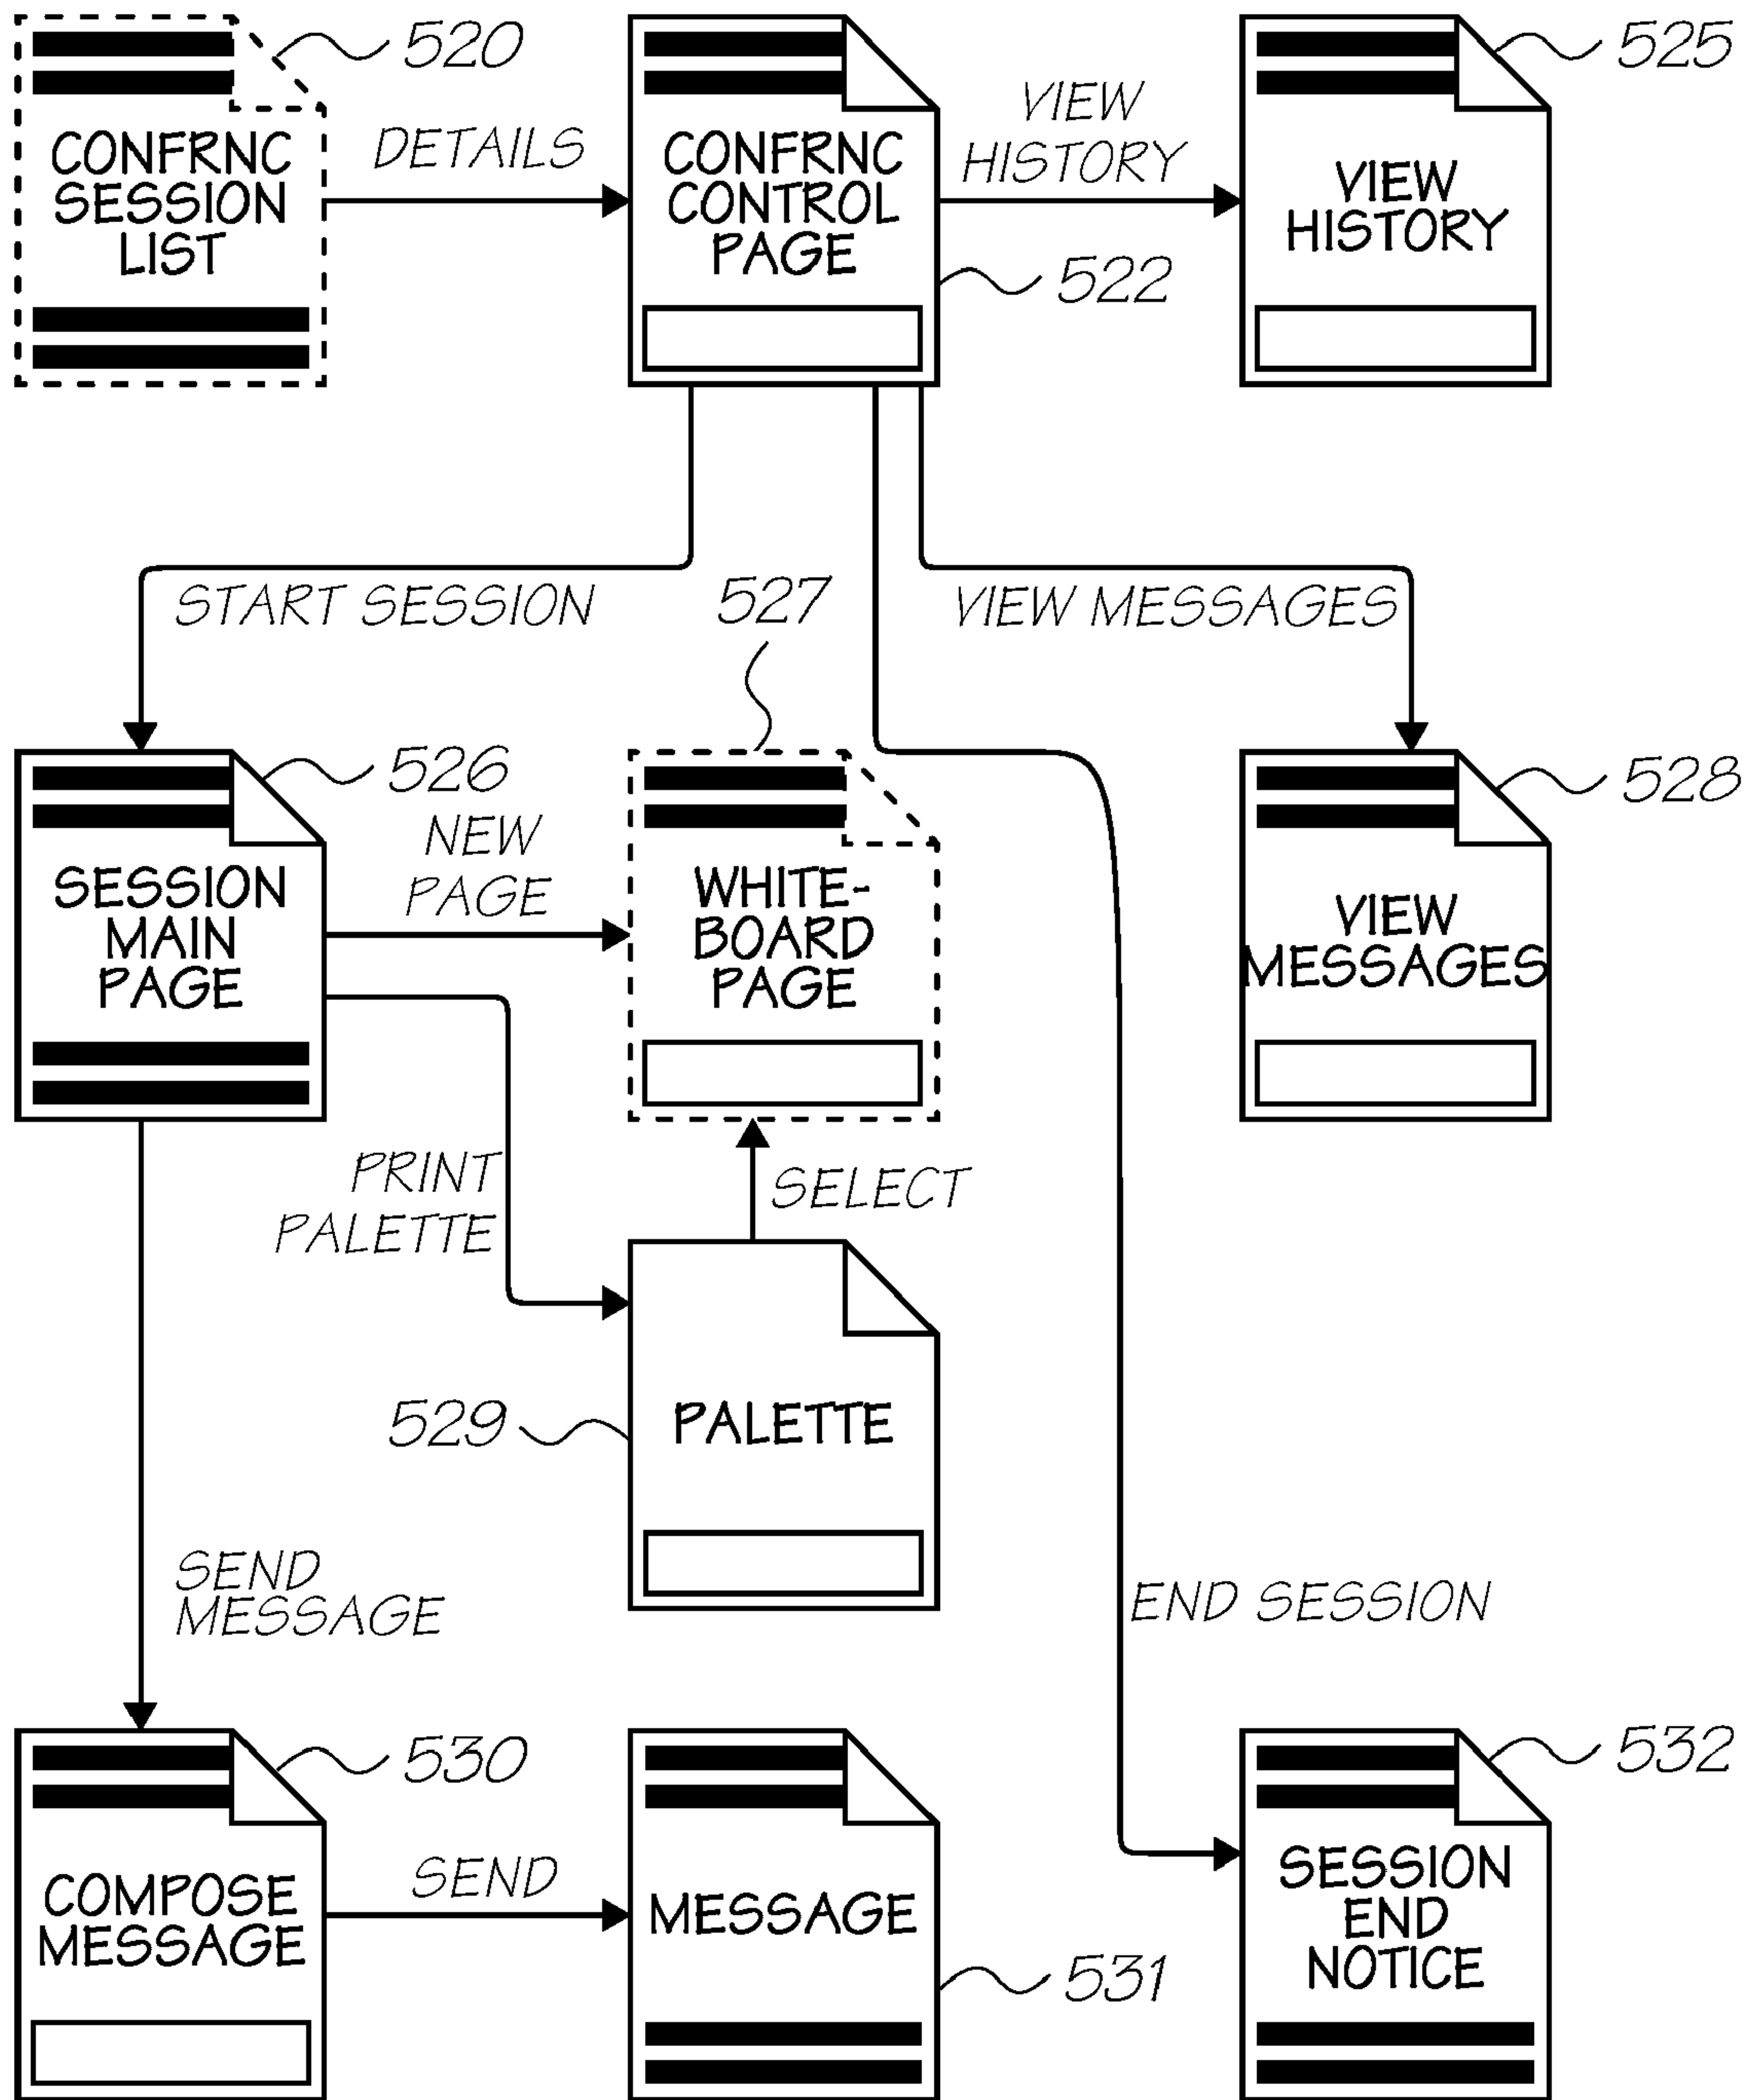 520
CONFRNC
SESSION
LIST
DETAILS
CONFRNC
CONTROL
PAGE
522
VIEW
HISTORY
525
VIEW
HISTORY
START SESSION
527
VIEW MESSAGES
526
SESSION
MAIN
PAGE
NEW
PAGE
WHITE-
BOARD
PAGE
528
VIEW
MESSAGES
PRINT
PALETTE
SELECT
529
PALETTE
SEND
MESSAGE
END SESSION
530
COMPOSE
MESSAGE
SEND
MESSAGE
531
532
SESSION
END
NOTICE